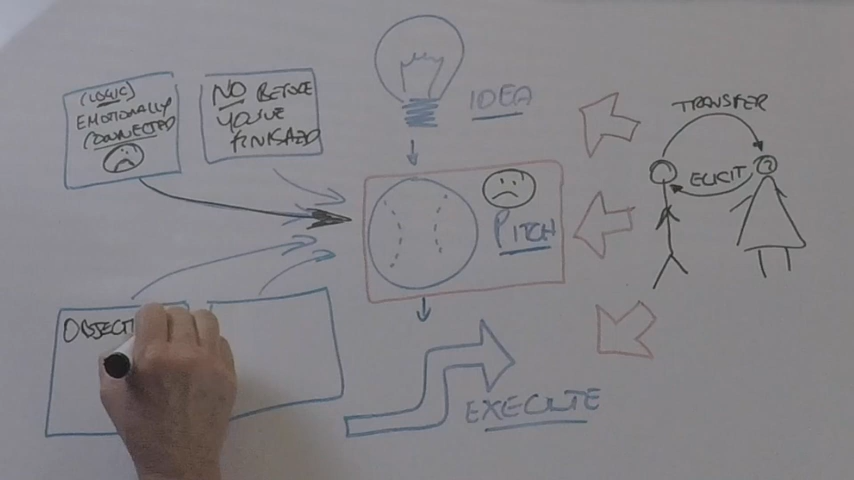 (LOGIC)
EMOTIONALLY
CONNECTED
NO BEFORE
YOU'VE
FINISHED
IDEA
PITCH
TRANSFER
ELICIT
?
OBJECT
EXECUTE